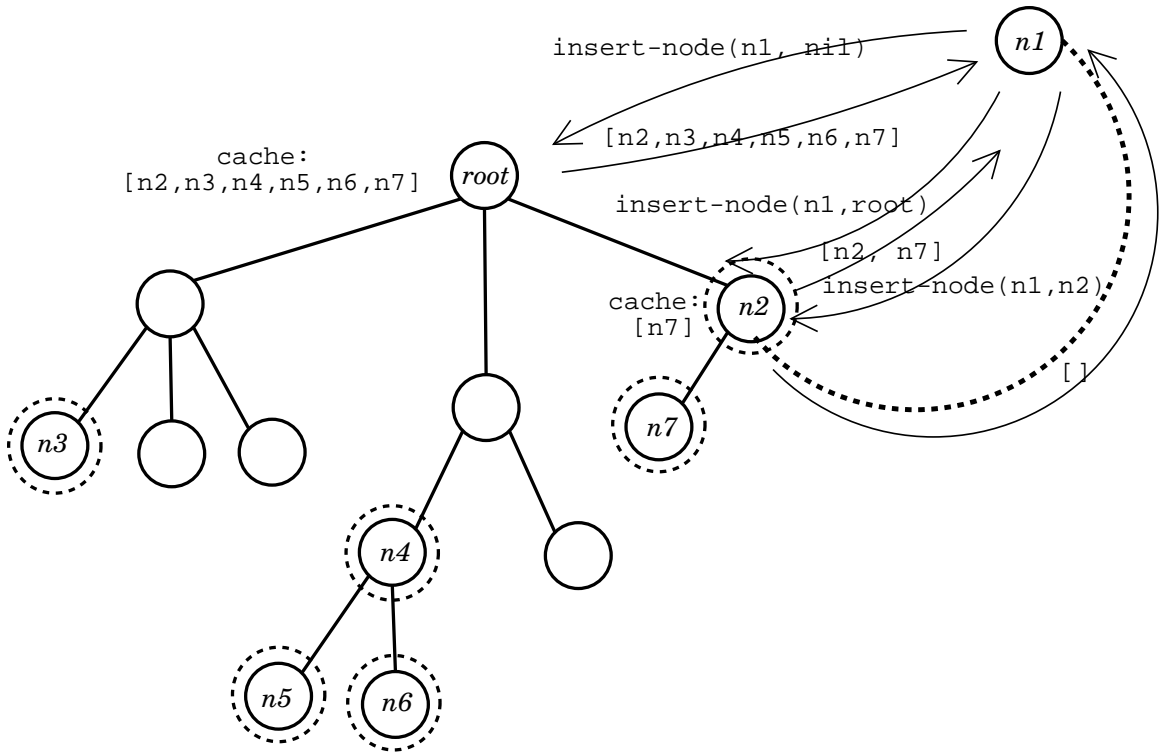 n1
insert-node(n1, nil)
[n2,n3,n4,n5,n6,n7]
cache:
[n2,n3,n4,n5,n6,n7]
root
insert-node(n1,root)
[n2, n7]
insert-node(n1,n2)
cache:
[n7]
n2
[]
n7
n3
n4
n5
n6